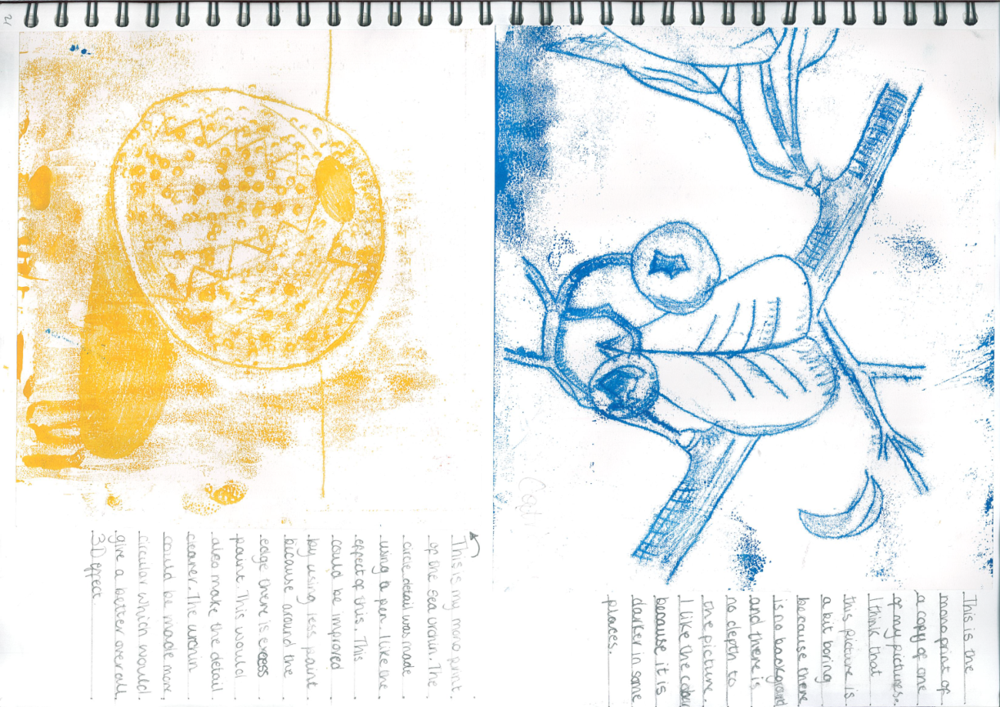 This is the
mono print of
a copy of one
of my pictures.
I think that
this picture is
a bit boring
because there
is no background
and there is
no depth to
the picture.
I like the colour
because it is
darker in some
places.
This is my mono print
of the sea urchin. The
circle detail was made
using a pen. I like the
effect of this. This
could be improved
by using less paint
because around the
edge there is excess
paint. This would
also make the detail
cleaner. The urchin
could be made more
circular which would
give a better overall
3D effect